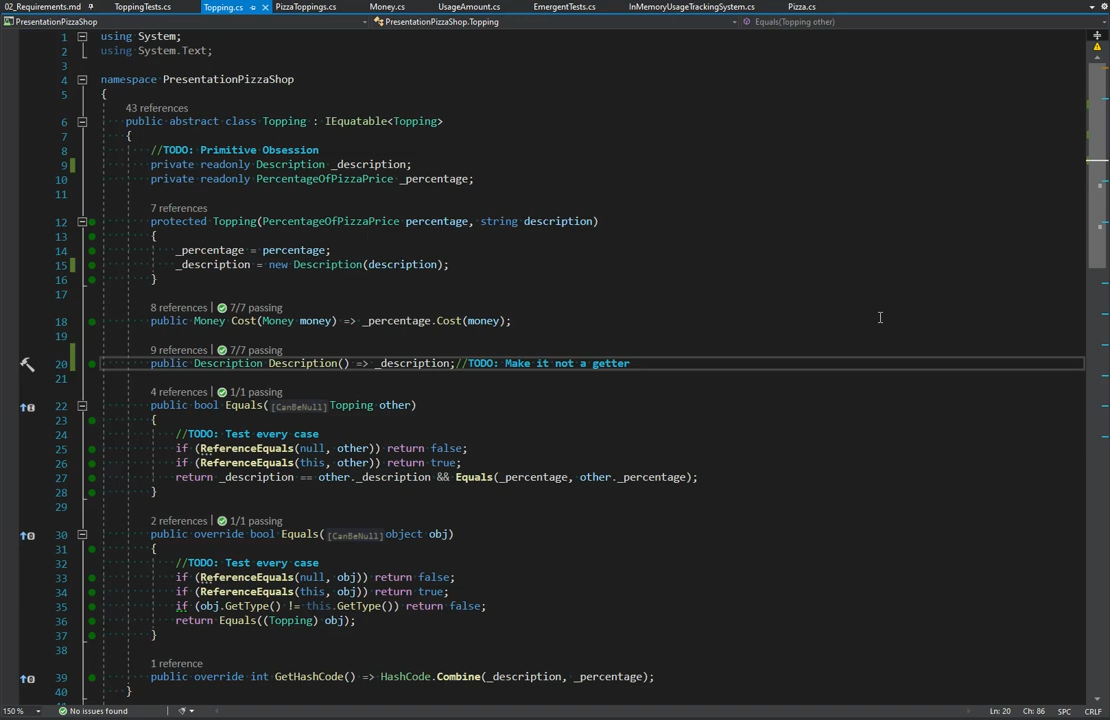 02_Requirements.md ToppingTests.cs Topping.cs PizzaToppings.cs Money.cs UsageAmount.cs EmergentTests.cs InMemoryUsageTrackingSystem.cs Pizza.cs
PresentationPizzaShop PresentationPizzaShop.Topping Equals(Topping other)
1 using System;
2 using System.Text;
3
4 namespace PresentationPizzaShop
5 {
43 references
6 public abstract class Topping : IEquatable<Topping>
7 {
8 //TODO: Primitive Obsession
9 private readonly Description _description;
10 private readonly PercentageOfPizzaPrice _percentage;
11
7 references
12 protected Topping(PercentageOfPizzaPrice percentage, string description)
13 {
14 _percentage = percentage;
15 _description = new Description(description);
16 }
17
8 references | 7/7 passing
18 public Money Cost(Money money) => _percentage.Cost(money);
19
9 references | 7/7 passing
20 public Description Description() => _description;//TODO: Make it not a getter
21
4 references | 1/1 passing
22 public bool Equals([CanBeNull]Topping other)
23 {
24 //TODO: Test every case
25 if (ReferenceEquals(null, other)) return false;
26 if (ReferenceEquals(this, other)) return true;
27 return _description == other._description && Equals(_percentage, other._percentage);
28 }
29
2 references | 1/1 passing
30 public override bool Equals([CanBeNull]object obj)
31 {
32 //TODO: Test every case
33 if (ReferenceEquals(null, obj)) return false;
34 if (ReferenceEquals(this, obj)) return true;
35 if (obj.GetType() != this.GetType()) return false;
36 return Equals((Topping) obj);
37 }
38
1 reference
39 public override int GetHashCode() => HashCode.Combine(_description, _percentage);
40 }
150 % No issues found Ln: 20 Ch: 86 SPC CRLF